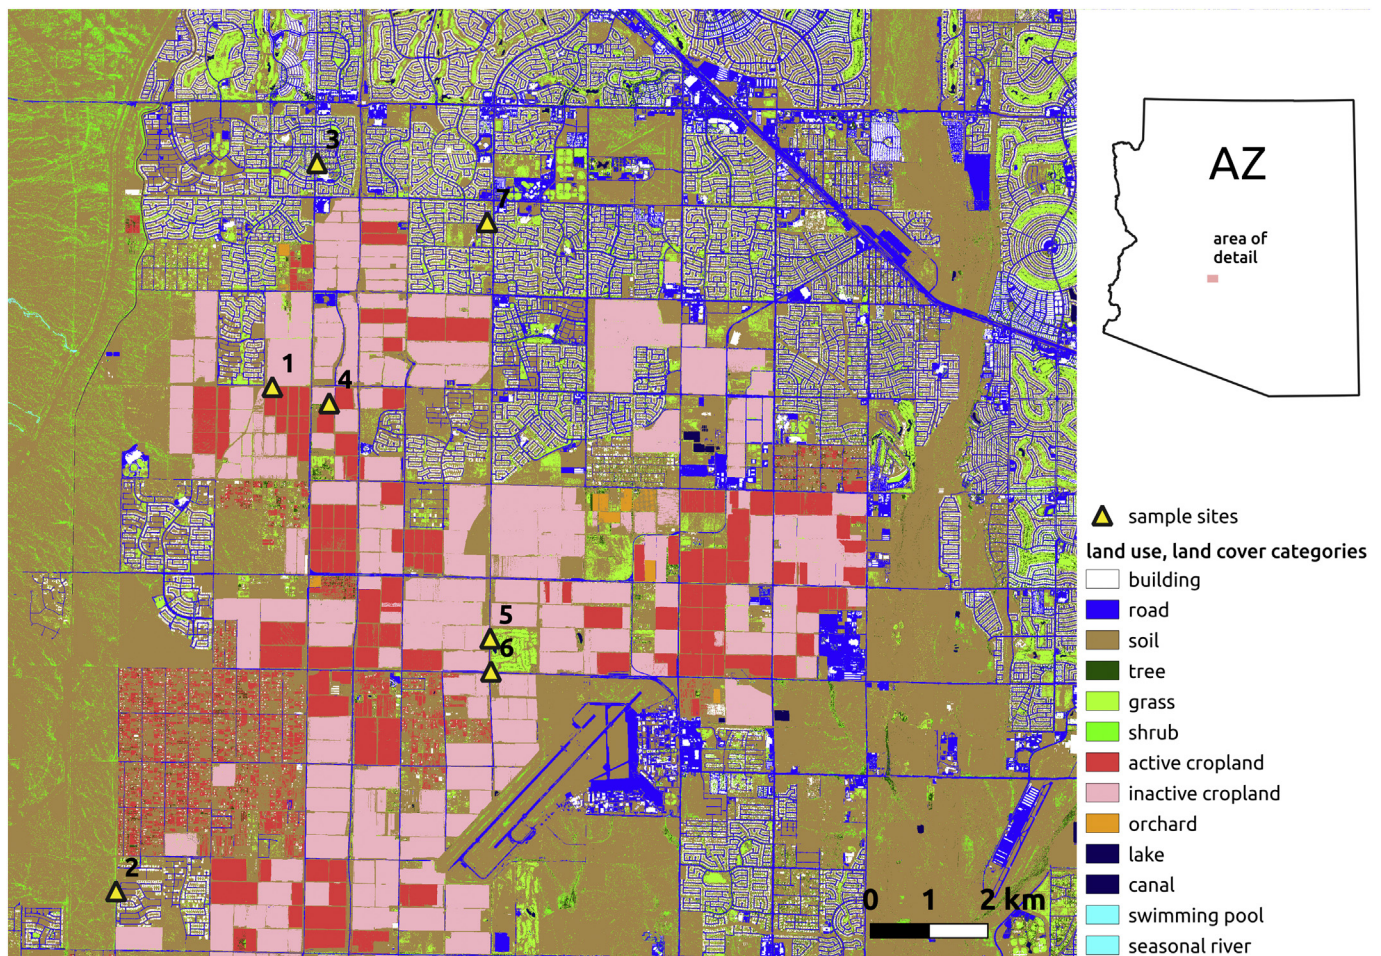 3
7
1
4
5
6
2
0 1 2 km
AZ
area of
detail
sample sites
land use, land cover categories
building
road
soil
tree
grass
shrub
active cropland
inactive cropland
orchard
lake
canal
swimming pool
seasonal river